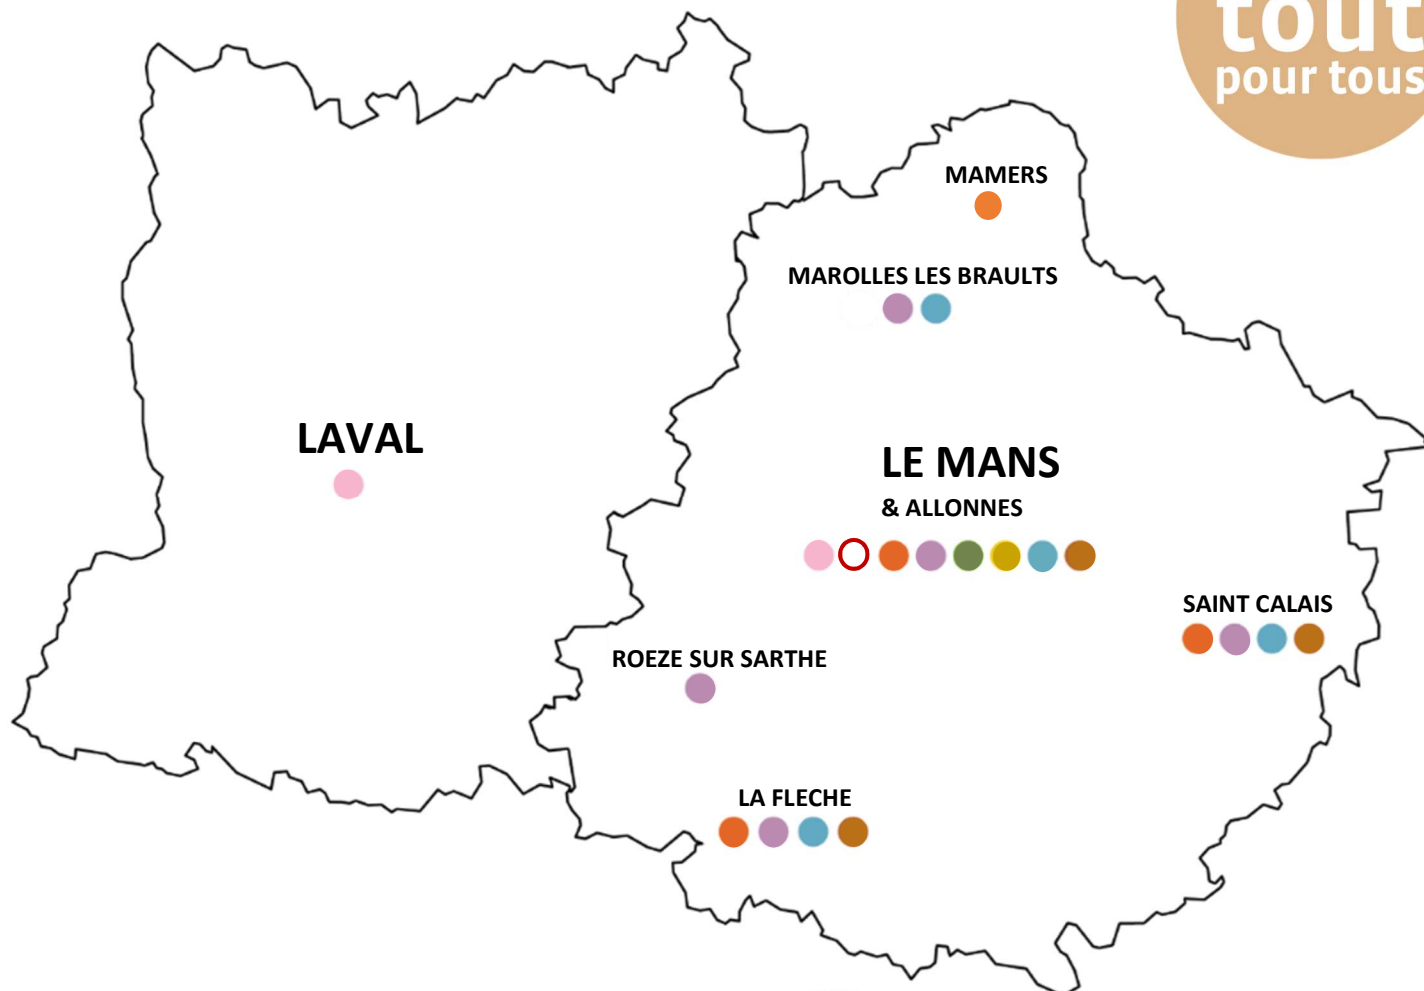 tout
pour tous
MAMERS
MAROLLES LES BRAULTS
LAVAL
LE MANS
& ALLONNES
SAINT CALAIS
ROEZE SUR SARTHE
LA FLECHE